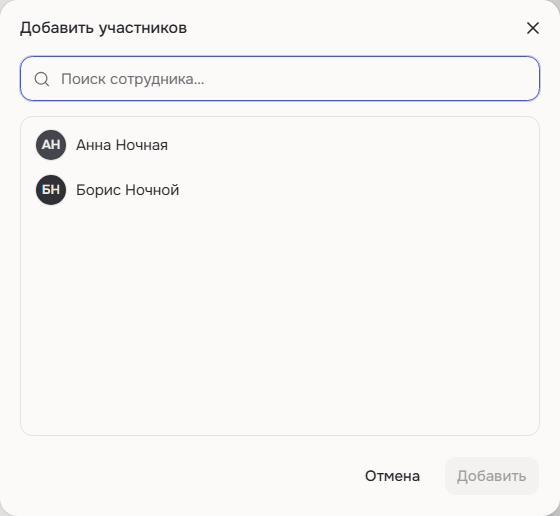 Добавить участников
Поиск сотрудника...
АН Анна Ночная
БН Борис Ночной
Отмена Добавить